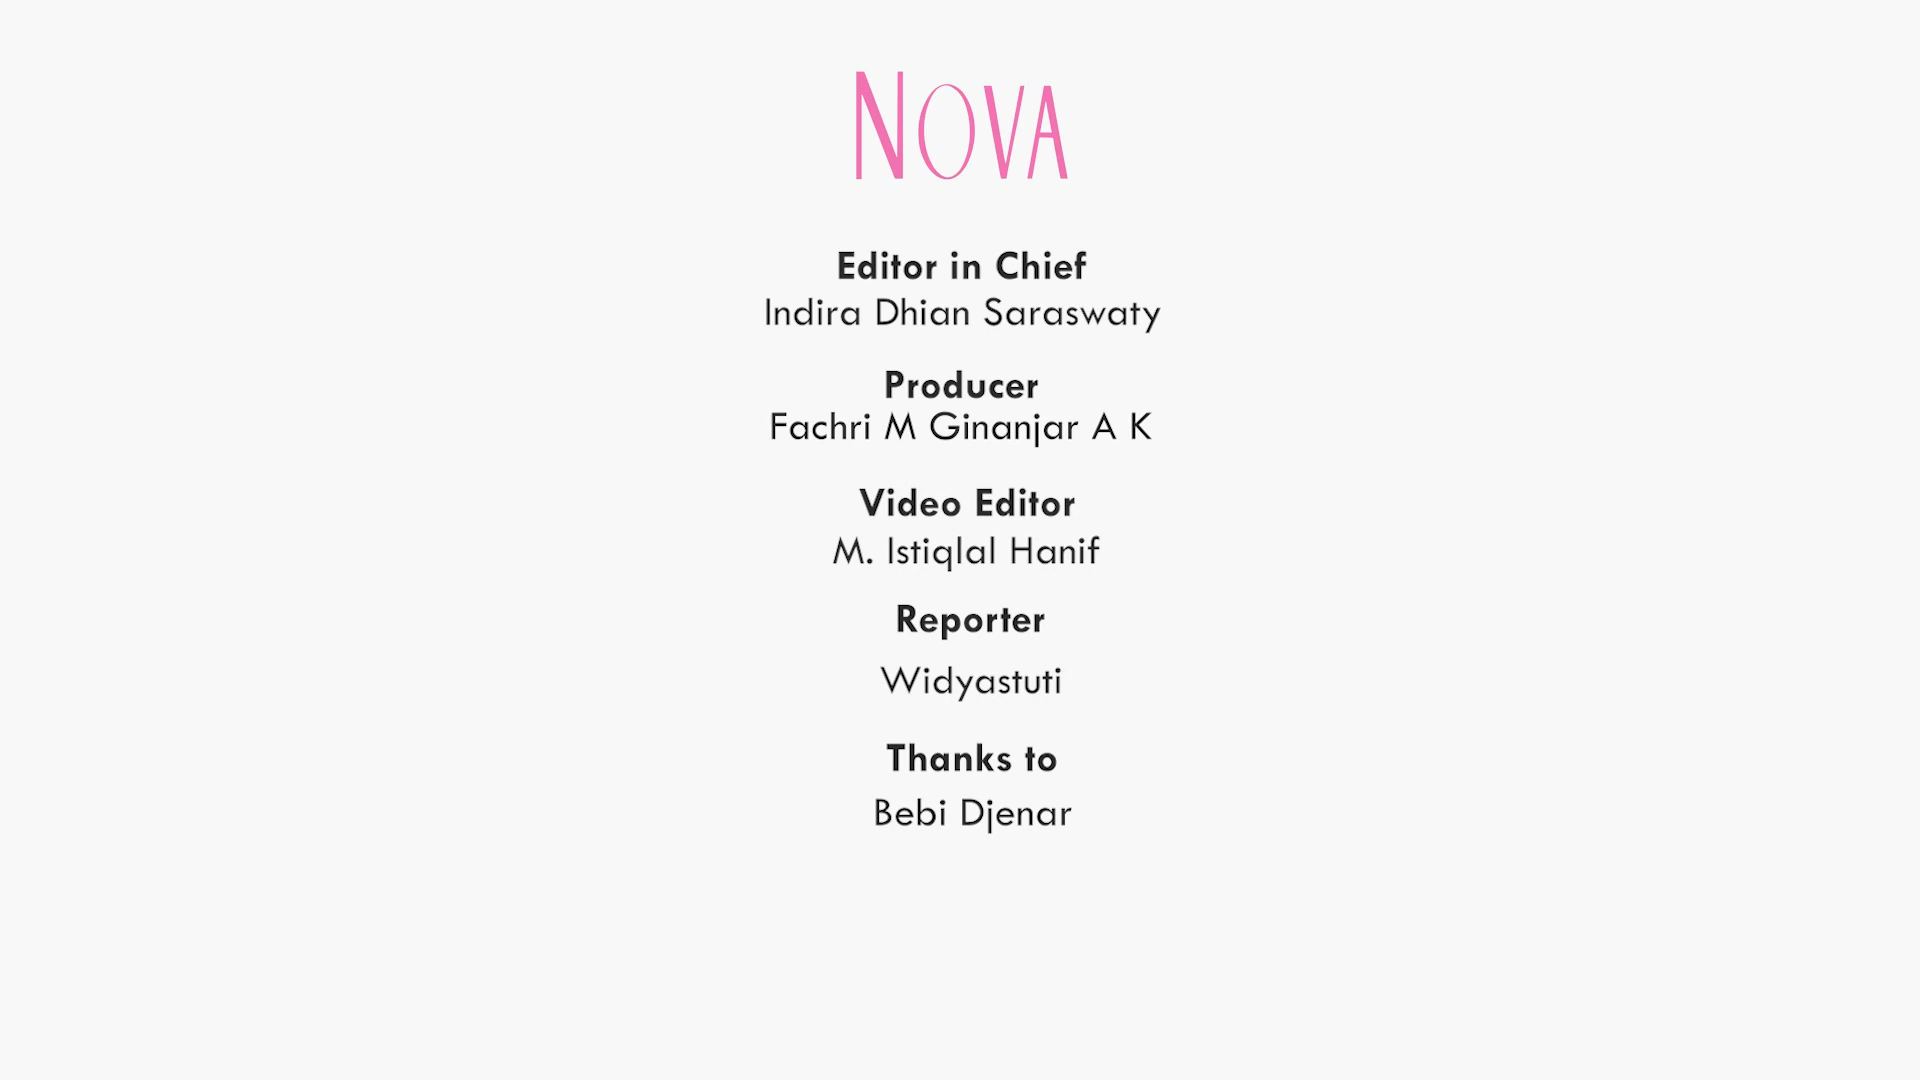 NOVA
Editor in Chief
Indira Dhian Saraswaty
Producer
Fachri M Ginanjar A K
Video Editor
M. Istiqlal Hanif
Reporter
Widyastuti
Thanks to
Bebi Djenar